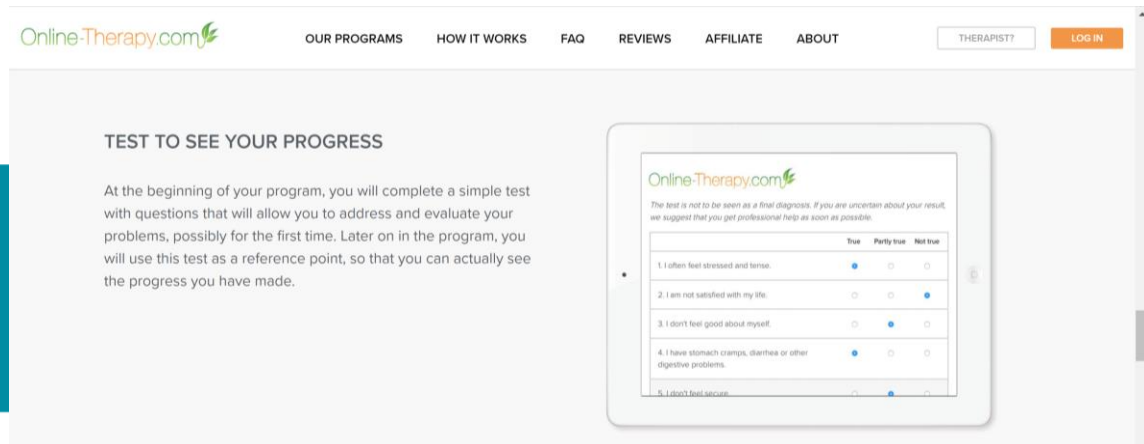 Online-Therapy.com
OUR PROGRAMS HOW IT WORKS FAQ REVIEWS AFFILIATE ABOUT THERAPIST? LOG IN
TEST TO SEE YOUR PROGRESS
At the beginning of your program, you will complete a simple test
with questions that will allow you to address and evaluate your
problems, possibly for the first time. Later on in the program, you
will use this test as a reference point, so that you can actually see
the progress you have made.
Online-Therapy.com
The test is not to be seen as a final diagnosis. If you are uncertain about your result,
we suggest that you get professional help as soon as possible.
True Partly true Not true
1. I often feel stressed and tense.
2. I am not satisfied with my life.
3. I don't feel good about myself.
4. I have stomach cramps, diarrhea or other
digestive problems.
5. I don't feel secure.